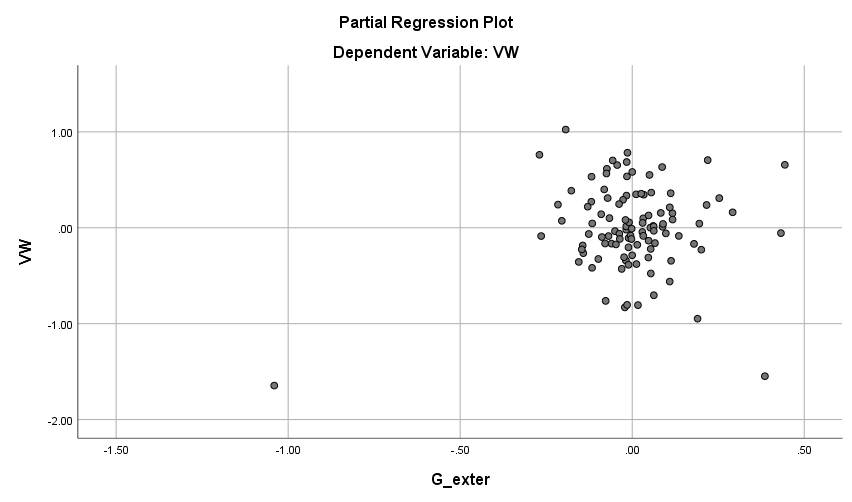 Partial Regression Plot
Dependent Variable: VW
1.00
.00
-1.00
-2.00
VW
-1.50
-1.00
-.50
.00
.50
G_exter